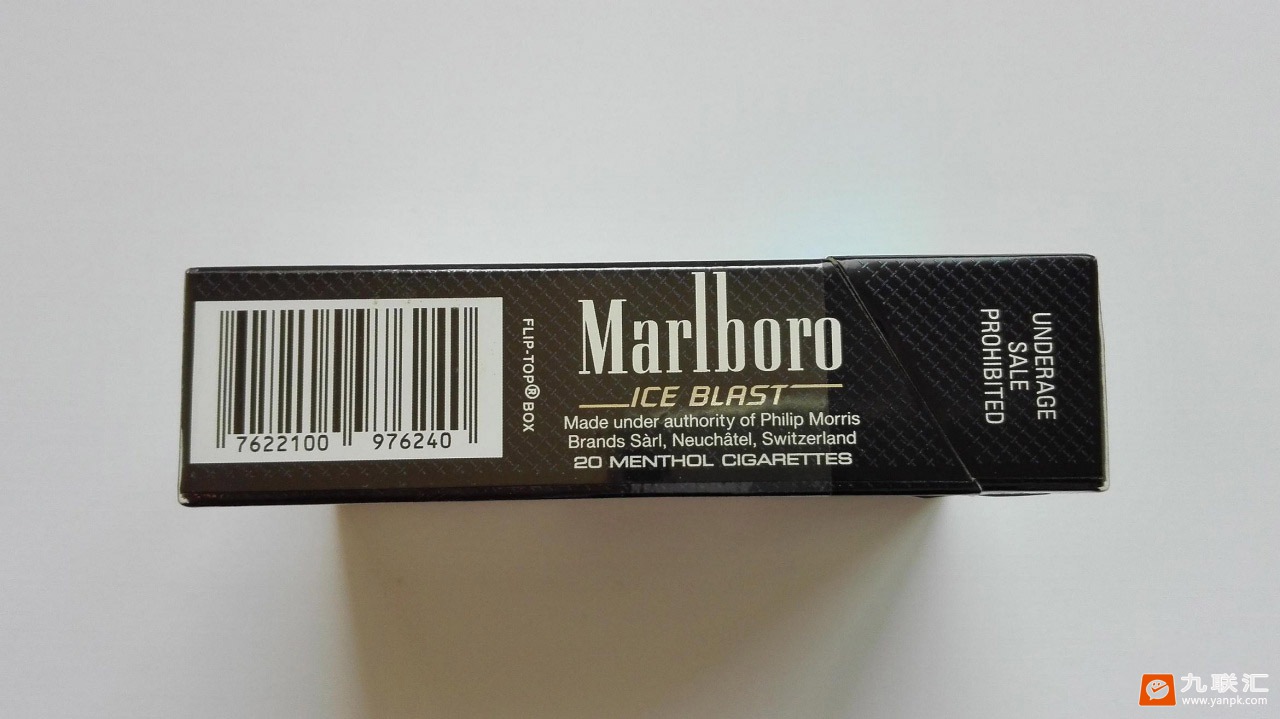 7622100 976240
FLIP-TOP® BOX
Marlboro
ICE BLAST
Made under authority of Philip Morris
Brands Sàrl, Neuchâtel, Switzerland
20 MENTHOL CIGARETTES
UNDERAGE
SALE
PROHIBITED
九联汇
www.yanpk.com